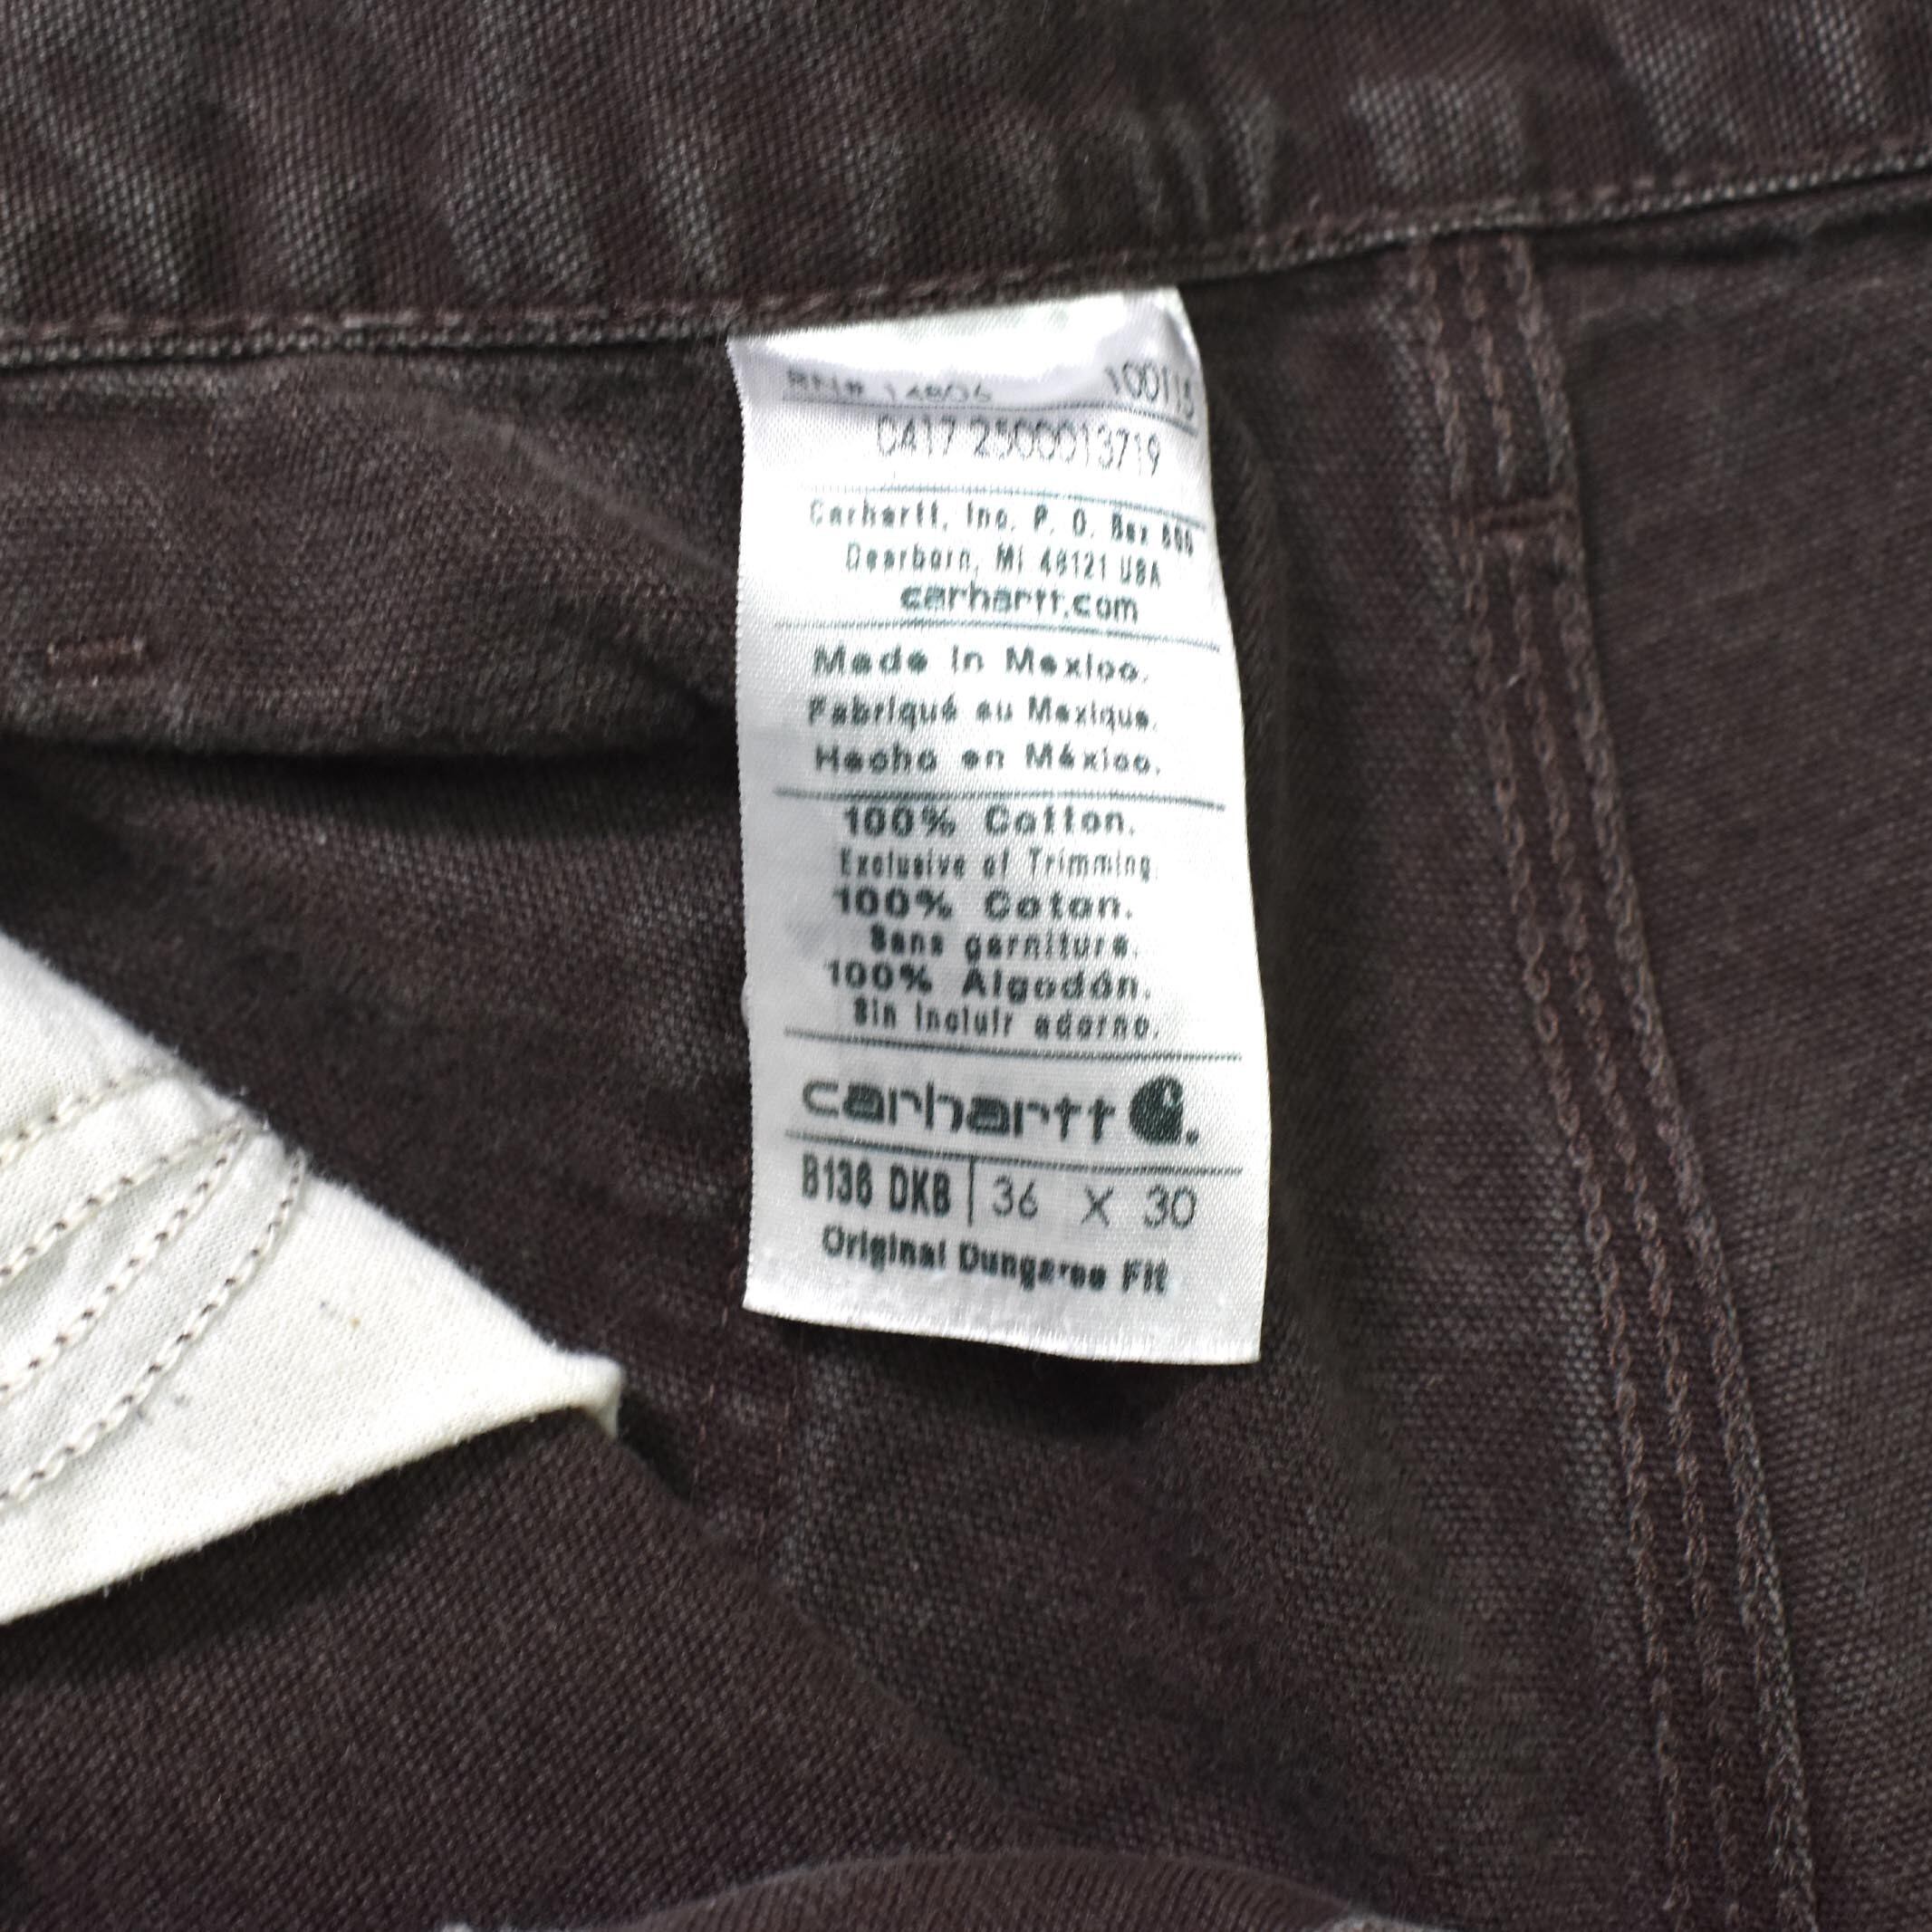 RN# 14806 100115
0417 2500013719
Carhartt, Inc. P. O. Box 600
Dearborn, MI 48121 USA
carhartt.com
Made in Mexico.
Fabriqué au Mexique.
Hecho en México.
100% Cotton.
Exclusive of Trimming.
100% Coton.
Sans garniture.
100% Algodón.
Sin incluir adorno.
carhartt
B136 DKB 36 X 30
Original Dungaree Fit